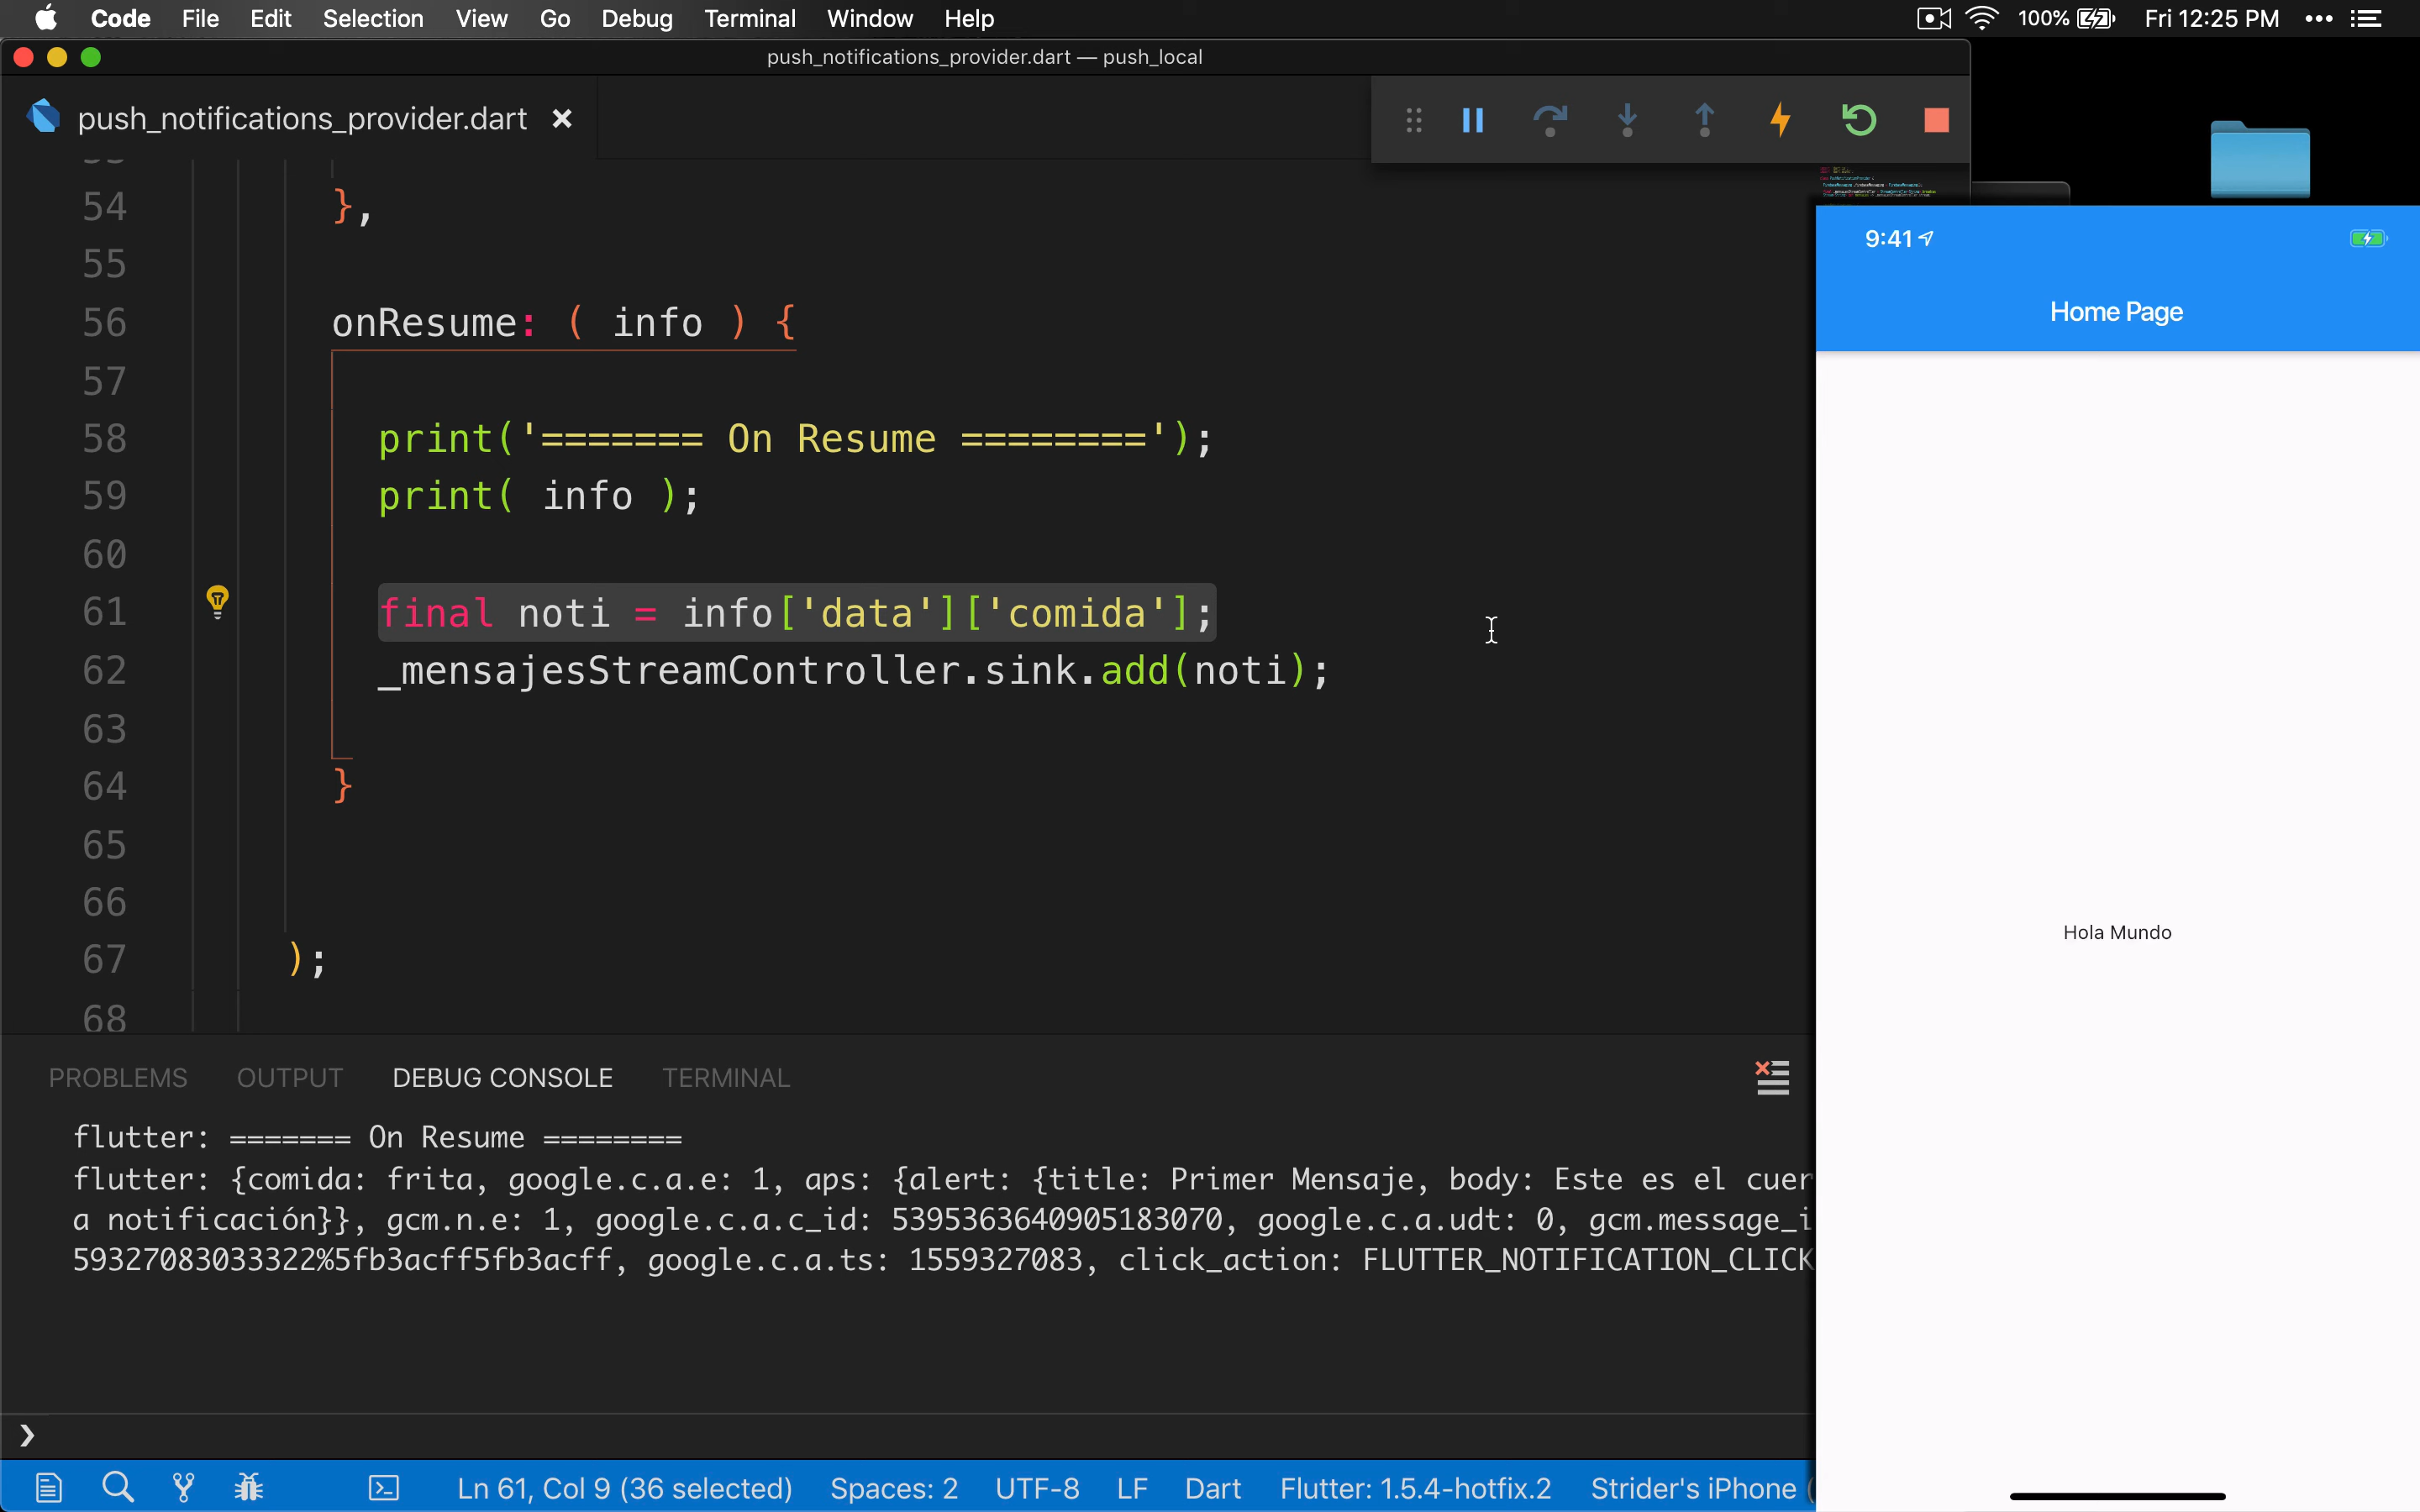 Code File Edit Selection View Go Debug Terminal Window Help 100% Fri 12:25 PM
push_notifications_provider.dart — push_local
push_notifications_provider.dart
54 },
55
56 onResume: ( info ) {
57
58 print('======= On Resume ========');
59 print( info );
60
61 final noti = info['data']['comida'];
62 _mensajesStreamController.sink.add(noti);
63
64 }
65
66
67 );
68
PROBLEMS OUTPUT DEBUG CONSOLE TERMINAL
flutter: ======= On Resume ========
flutter: {comida: frita, google.c.a.e: 1, aps: {alert: {title: Primer Mensaje, body: Este es el cuer
a notificación}}, gcm.n.e: 1, google.c.a.c_id: 5395363640905183070, google.c.a.udt: 0, gcm.message_i
59327083033322%5fb3acff5fb3acff, google.c.a.ts: 1559327083, click_action: FLUTTER_NOTIFICATION_CLICK
Ln 61, Col 9 (36 selected) Spaces: 2 UTF-8 LF Dart Flutter: 1.5.4-hotfix.2 Strider's iPhone (
9:41
Home Page
Hola Mundo